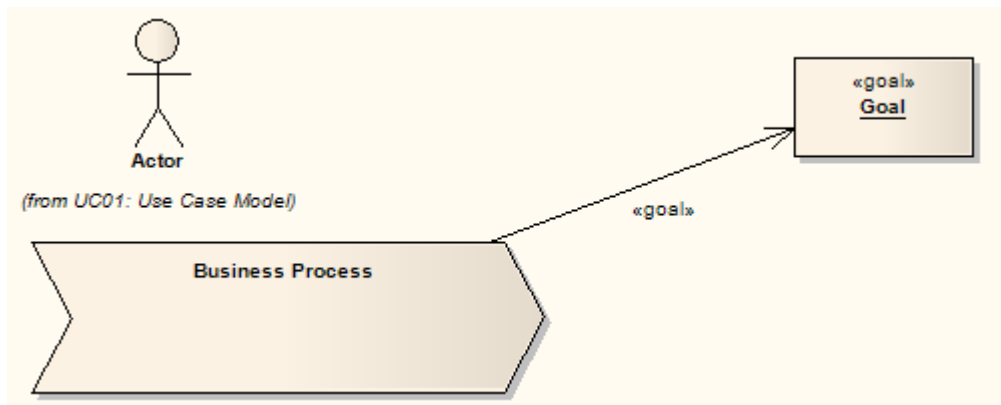 «goal»
Goal
Actor
(from UC01: Use Case Model)
«goal»
Business Process